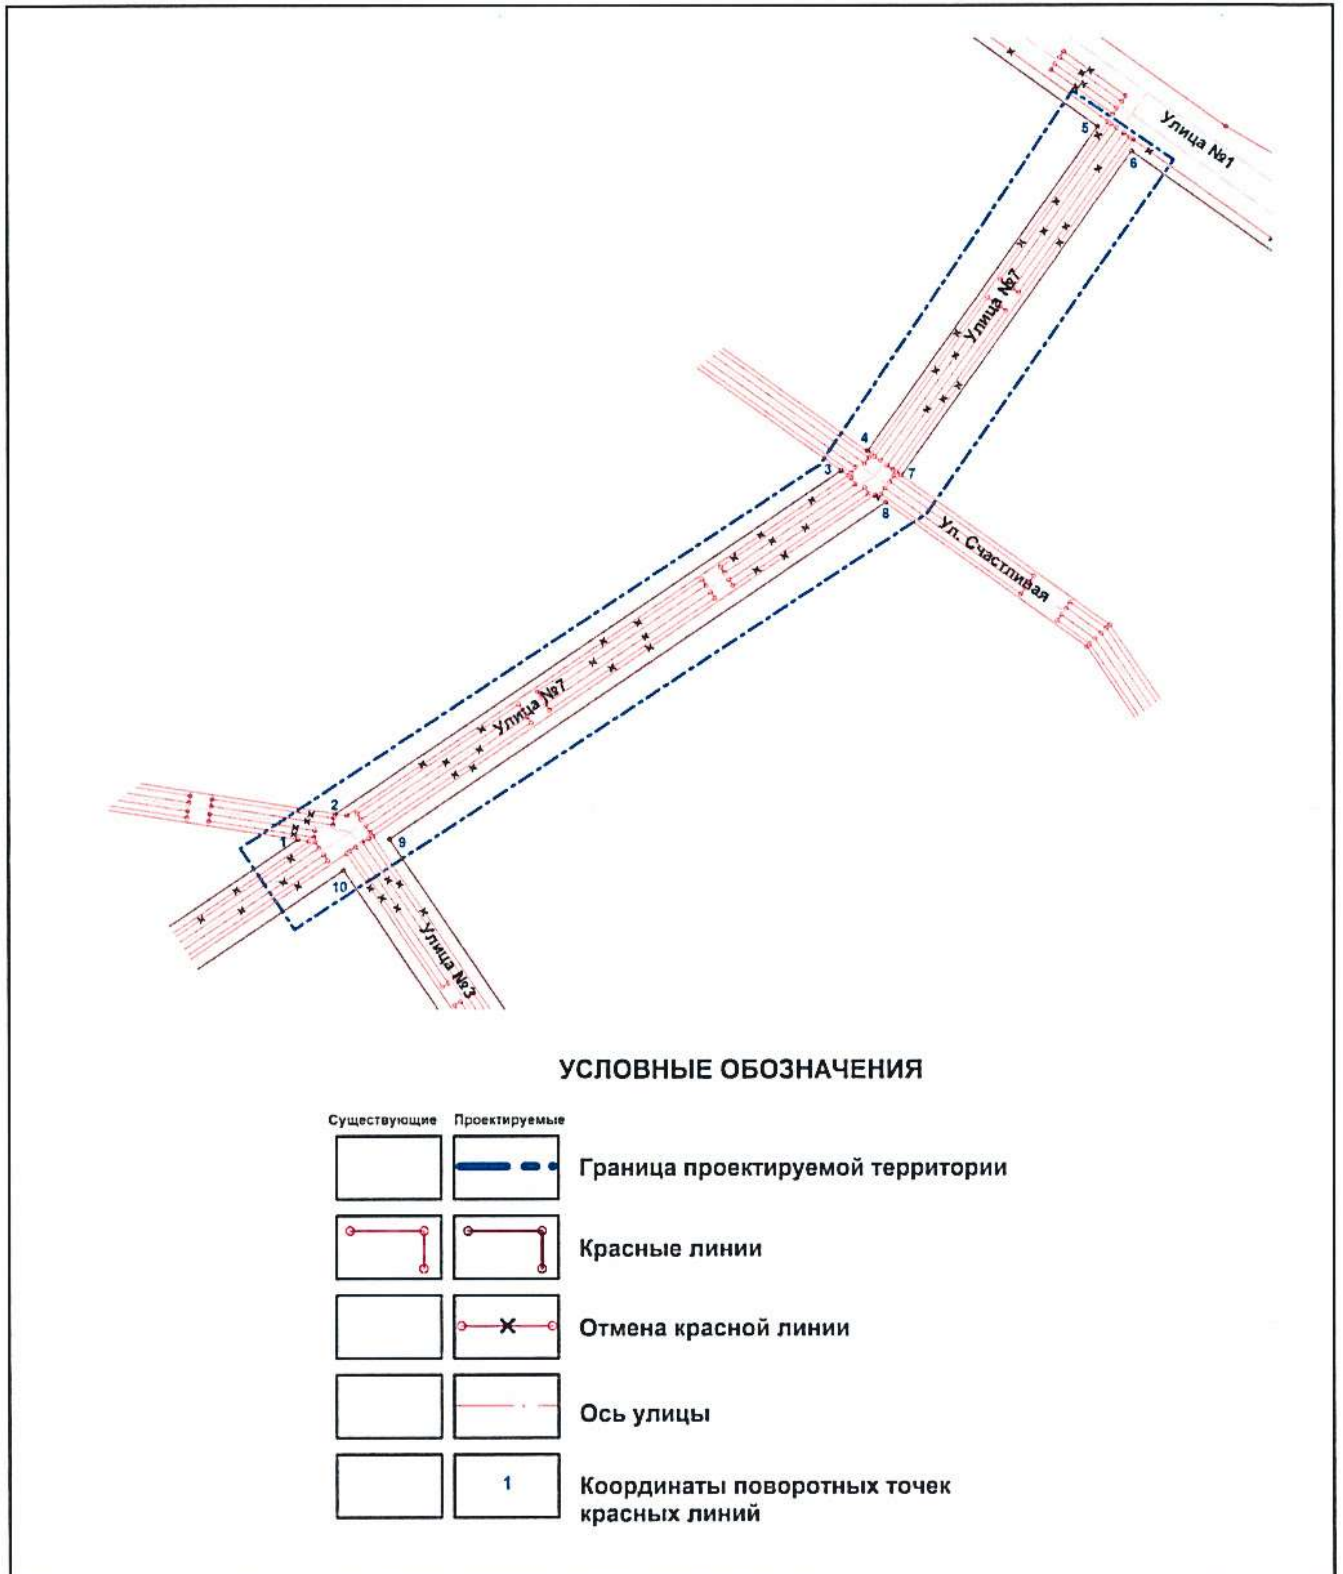 5
6
Улица №1
Улица №7
4
3
7
8
Ул. Счастливая
Улица №7
2
1
9
10
Улица №3
УСЛОВНЫЕ ОБОЗНАЧЕНИЯ
Существующие Проектируемые
Граница проектируемой территории
Красные линии
Отмена красной линии
Ось улицы
1
Координаты поворотных точек
красных линий